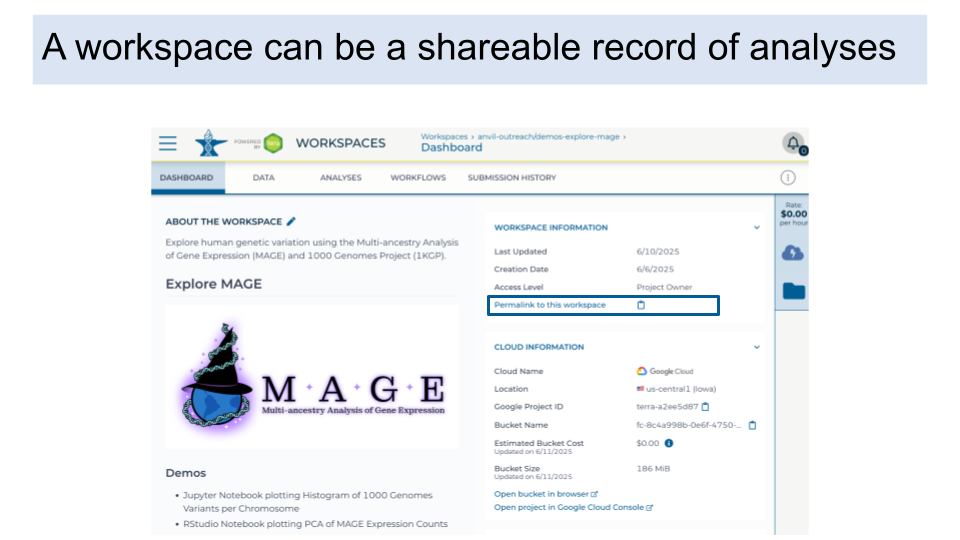 A workspace can be a shareable record of analyses
POWERED BY
TERRA
WORKSPACES
Workspaces › anvil-outreach/demos-explore-mage ›
Dashboard
0
DASHBOARD DATA ANALYSES WORKFLOWS SUBMISSION HISTORY
Rate:
$0.00
per hour
ABOUT THE WORKSPACE
Explore human genetic variation using the Multi-ancestry Analysis
of Gene Expression (MAGE) and 1000 Genomes Project (1KGP).
Explore MAGE
M·A·G·E
Multi-ancestry Analysis of Gene Expression
Demos
• Jupyter Notebook plotting Histogram of 1000 Genomes
Variants per Chromosome
• RStudio Notebook plotting PCA of MAGE Expression Counts
WORKSPACE INFORMATION
Last Updated 6/10/2025
Creation Date 6/6/2025
Access Level Project Owner
Permalink to this workspace
CLOUD INFORMATION
Cloud Name Google Cloud
Location us-central1 (Iowa)
Google Project ID terra-a2ee5d87
Bucket Name fc-8c4a998b-0e6f-4750-...
Estimated Bucket Cost $0.00
Updated on 6/11/2025
Bucket Size 186 MiB
Updated on 6/11/2025
Open bucket in browser
Open project in Google Cloud Console